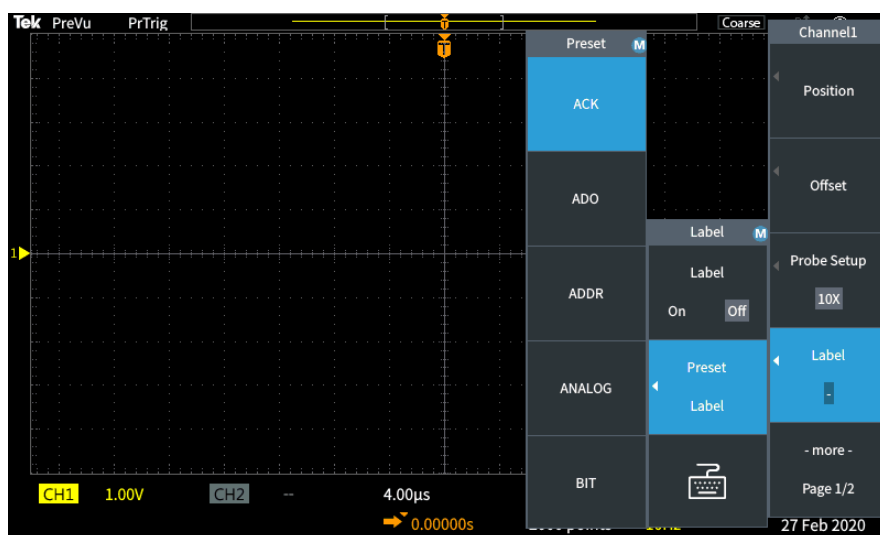 Tek PreVu PrTrig
Coarse
T
T
1
Preset M
ACK
ADO
ADDR
ANALOG
BIT
Label M
Label
On Off
Preset
Label
Channel1
Position
Offset
Probe Setup
10X
Label
-
- more -
Page 1/2
CH1 1.00V CH2 -- 4.00µs
0.00000s
27 Feb 2020